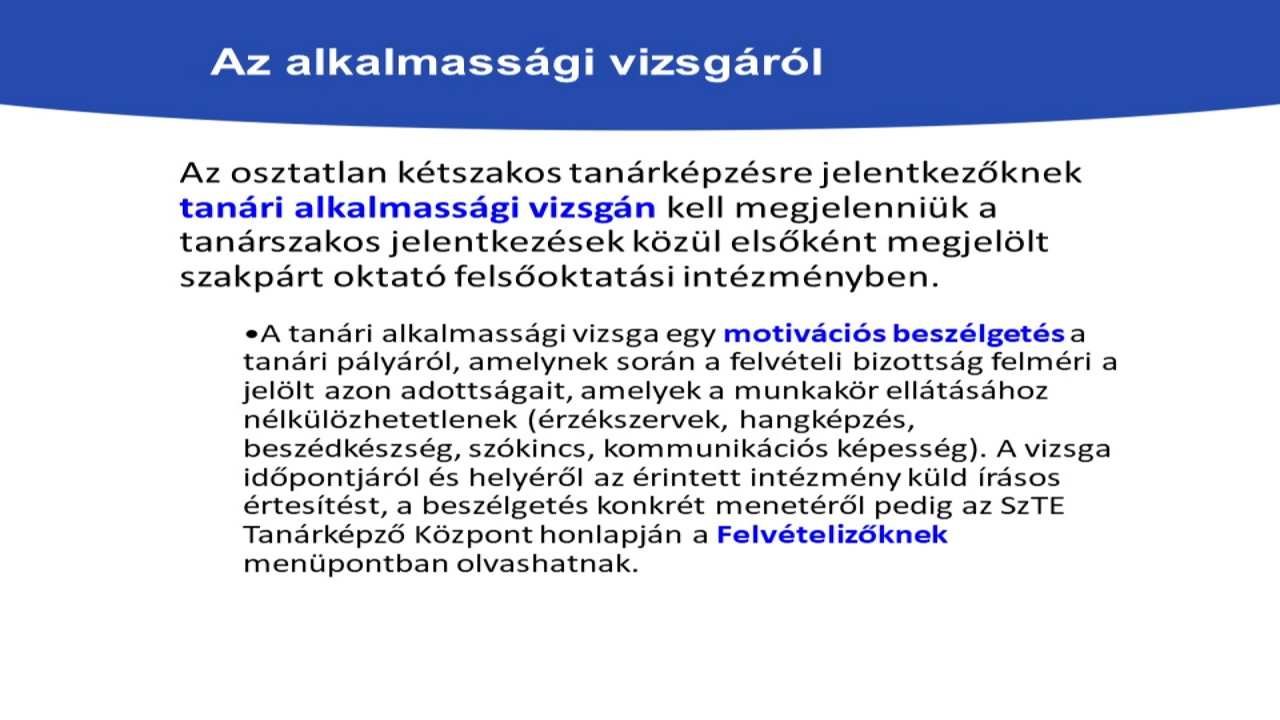 Az alkalmassági vizsgáról
Az osztatlan kétszakos tanárképzésre jelentkezőknek
tanári alkalmassági vizsgán kell megjelenniük a
tanárszakos jelentkezések közül elsőként megjelölt
szakpárt oktató felsőoktatási intézményben.
•A tanári alkalmassági vizsga egy motivációs beszélgetés a
tanári pályáról, amelynek során a felvételi bizottság felméri a
jelölt azon adottságait, amelyek a munkakör ellátásához
nélkülözhetetlenek (érzékszervek, hangképzés,
beszédkészség, szókincs, kommunikációs képesség). A vizsga
időpontjáról és helyéről az érintett intézmény küld írásos
értesítést, a beszélgetés konkrét menetéről pedig az SzTE
Tanárképző Központ honlapján a Felvételizőknek
menüpontban olvashatnak.